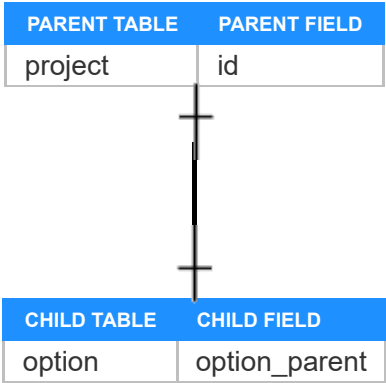 PARENT TABLE PARENT FIELD
project id
CHILD TABLE CHILD FIELD
option option_parent